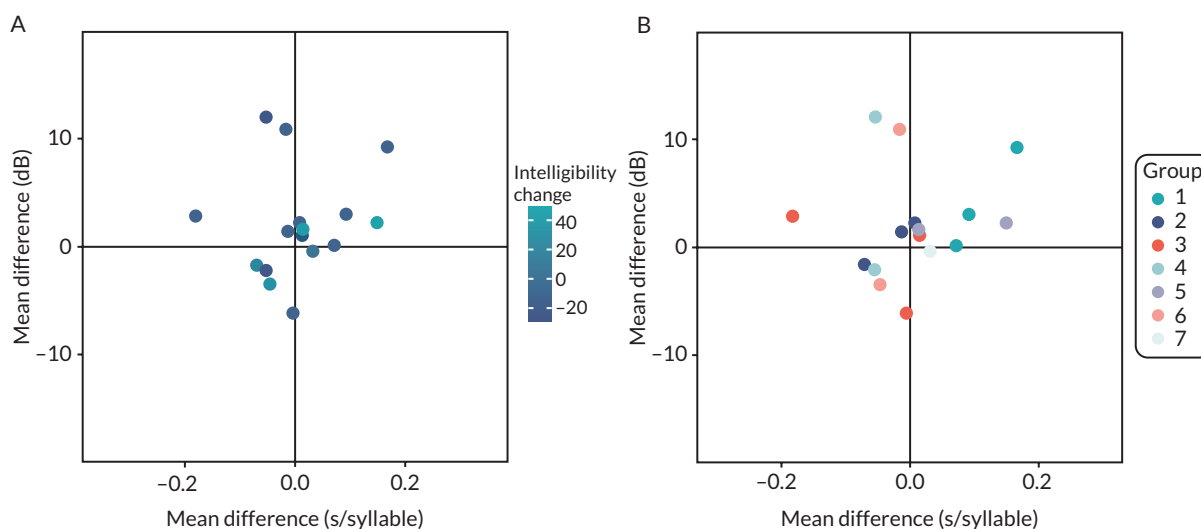 A
10
0
−10
Mean difference (dB)
−0.2
0.0
0.2
Mean difference (s/syllable)
Intelligibility
change
40
20
0
−20
B
10
0
−10
Mean difference (dB)
−0.2
0.0
0.2
Mean difference (s/syllable)
Group
1
2
3
4
5
6
7